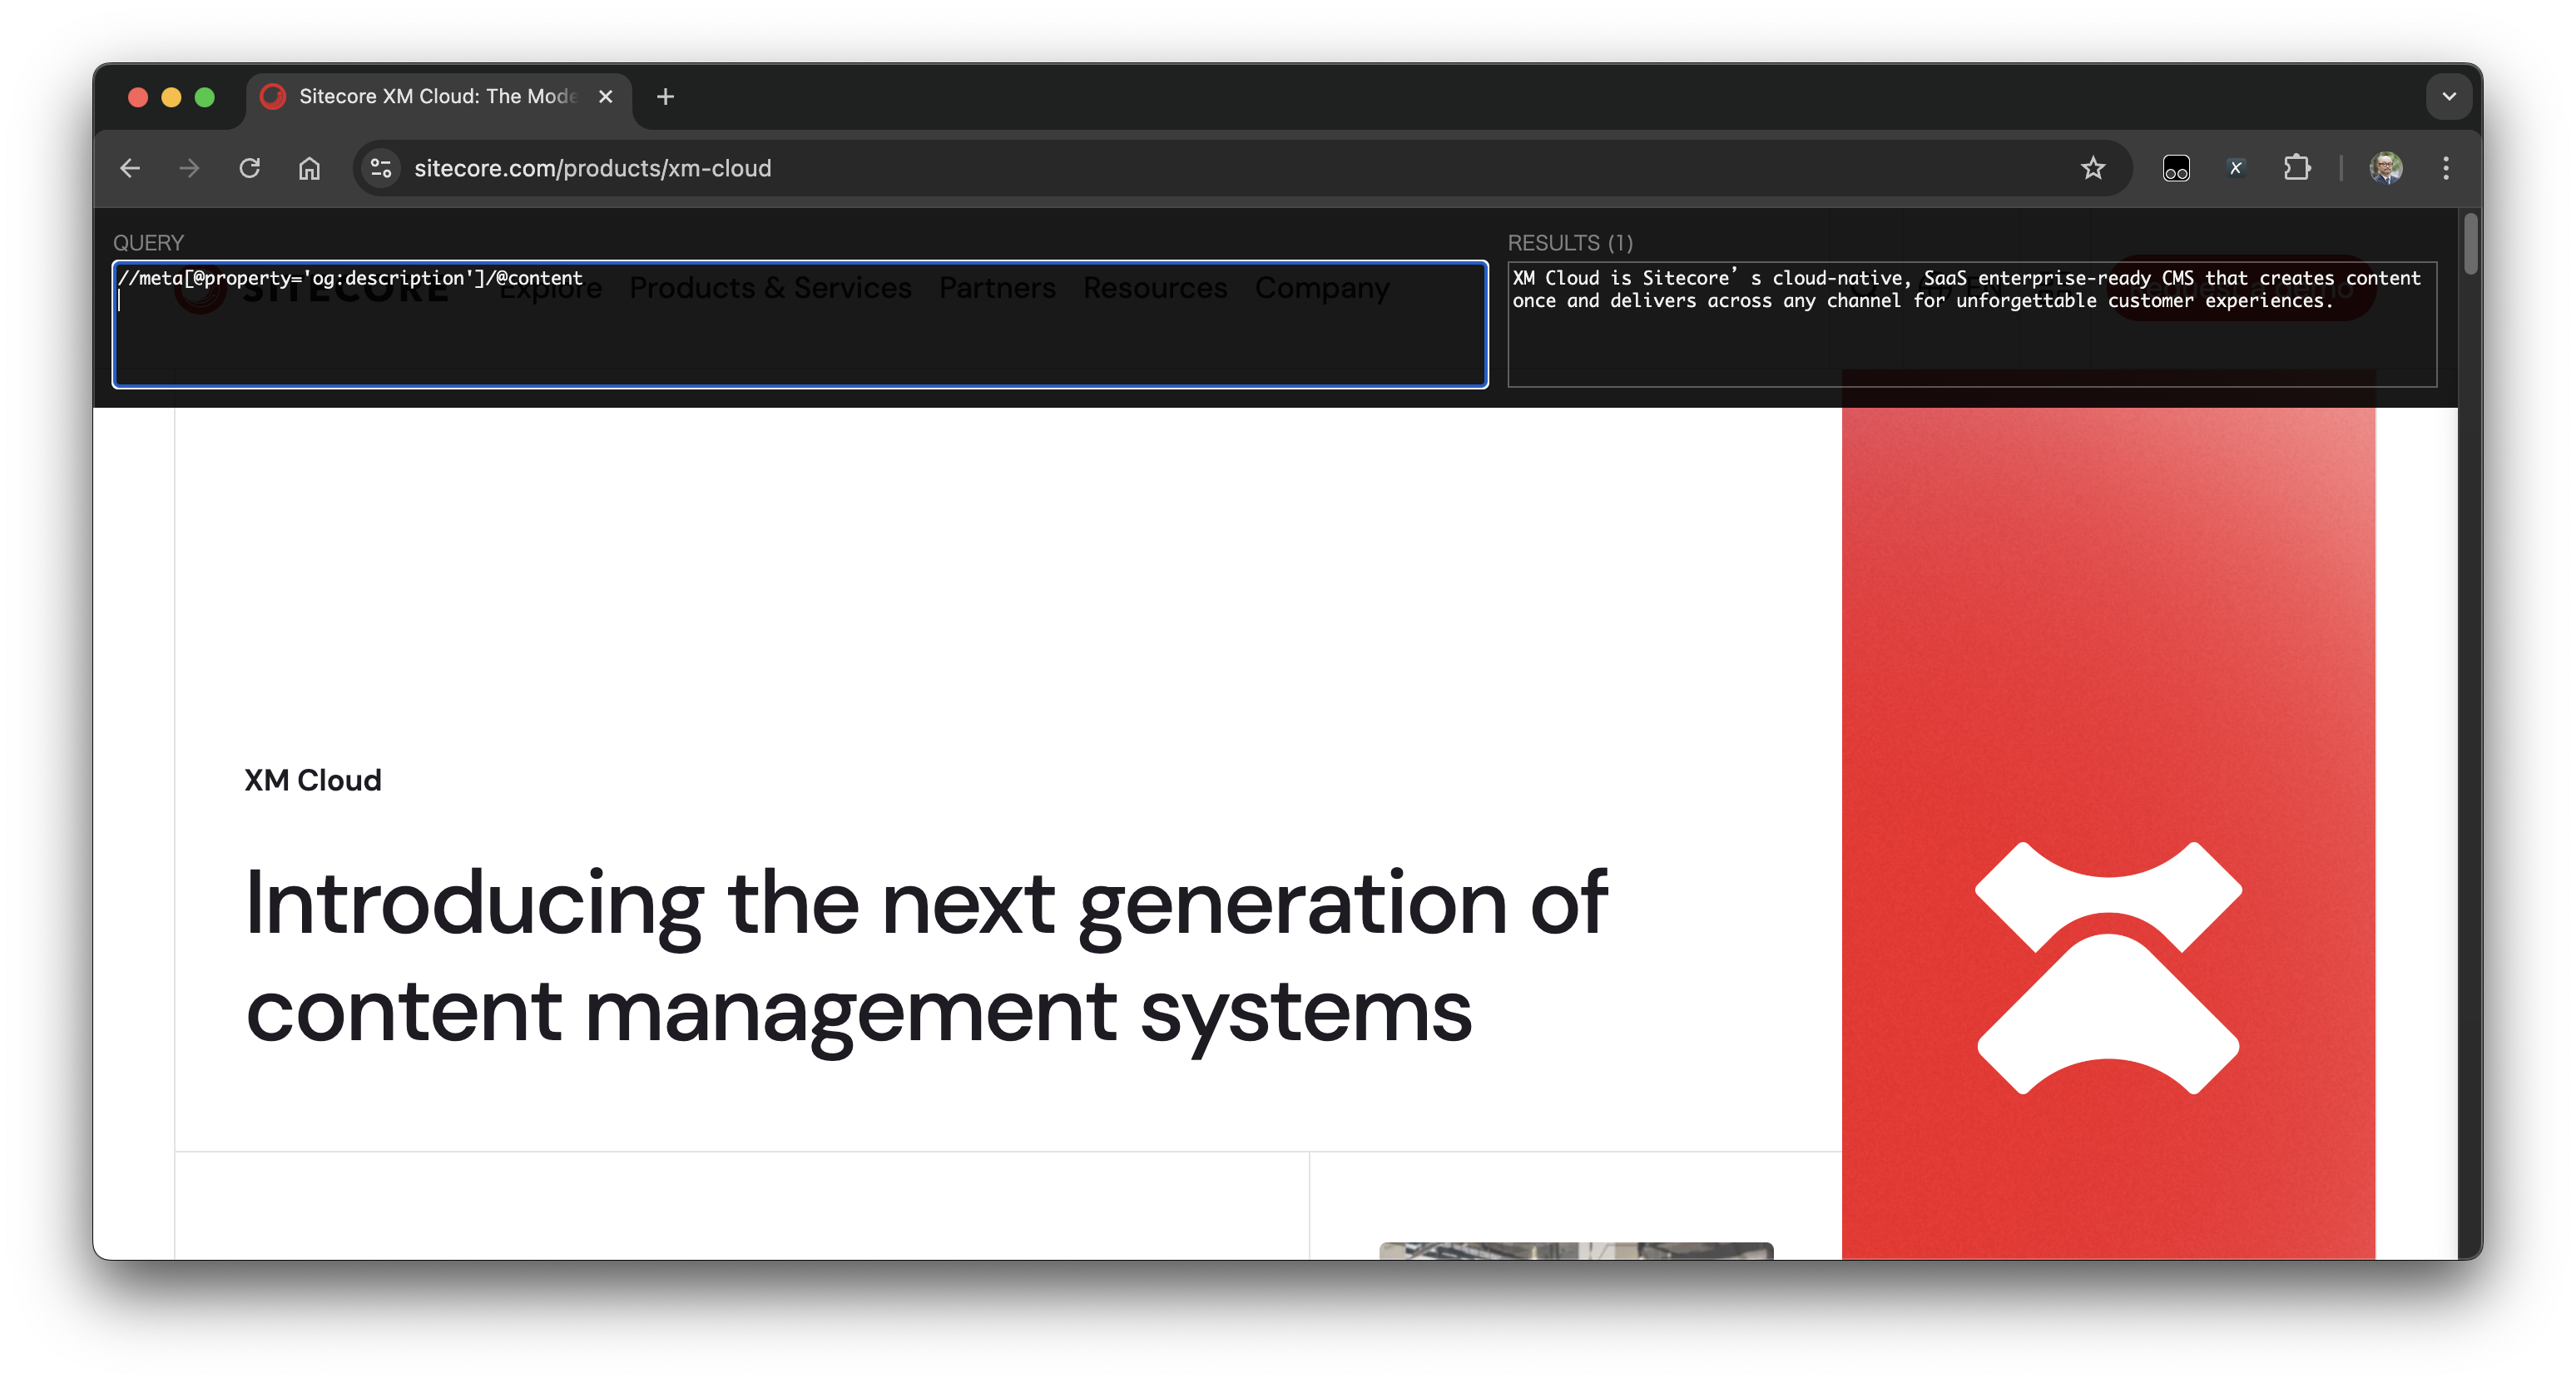 Sitecore XM Cloud: The Mode
sitecore.com/products/xm-cloud
QUERY
RESULTS (1)
//meta[@property='og:description']/@content
XM Cloud is Sitecore’s cloud-native, SaaS enterprise-ready CMS that creates content
once and delivers across any channel for unforgettable customer experiences.
SITECORE Explore Products & Services Partners Resources Company
XM Cloud
Introducing the next generation of
content management systems